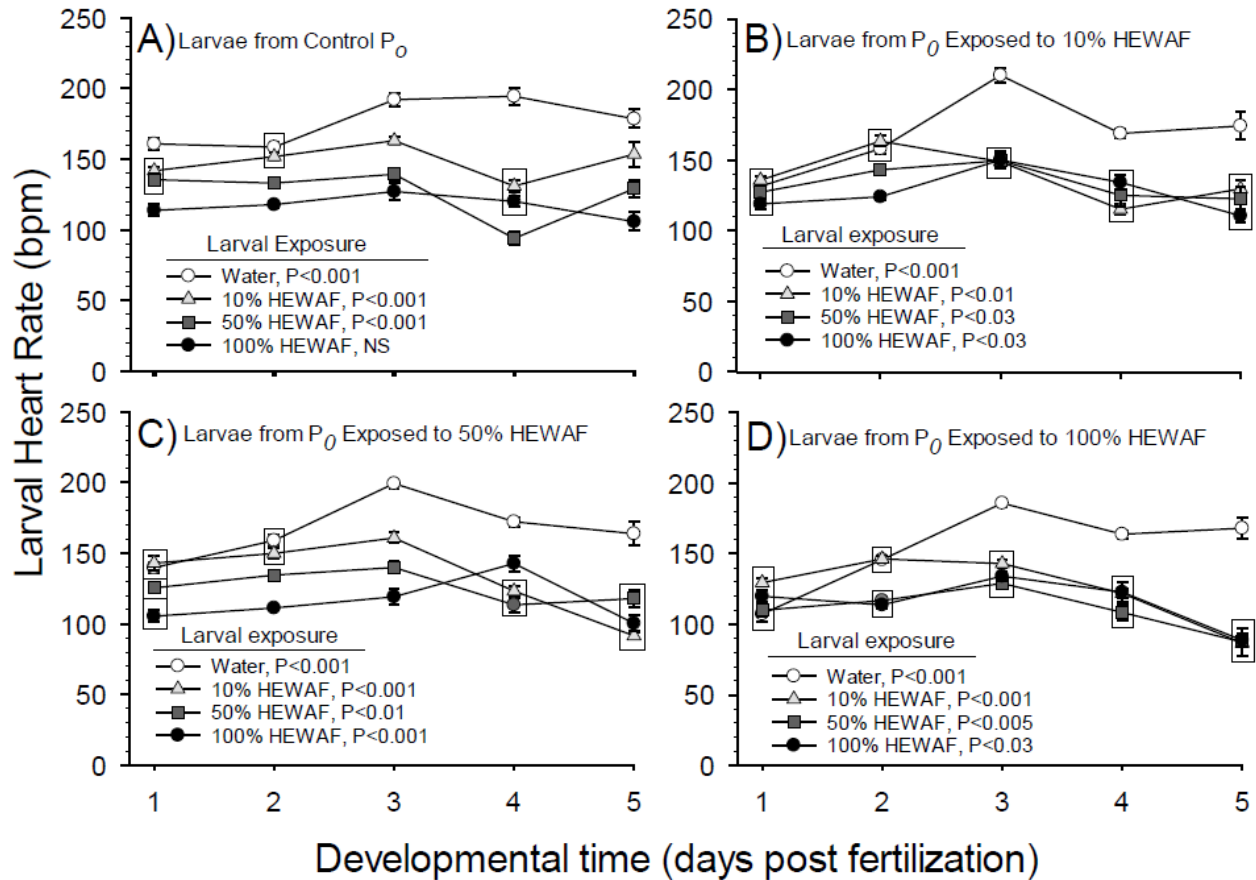 Larval Heart Rate (bpm)
A) Larvae from Control Po
250
200
150
100
50
0
Larval Exposure
Water, P<0.001
10% HEWAF, P<0.001
50% HEWAF, P<0.001
100% HEWAF, NS
B) Larvae from P0 Exposed to 10% HEWAF
250
200
150
100
50
0
Larval exposure
Water, P<0.001
10% HEWAF, P<0.01
50% HEWAF, P<0.03
100% HEWAF, P<0.03
C) Larvae from P0 Exposed to 50% HEWAF
250
200
150
100
50
0
Larval exposure
Water, P<0.001
10% HEWAF, P<0.001
50% HEWAF, P<0.01
100% HEWAF, P<0.001
1 2 3 4 5
D) Larvae from P0 Exposed to 100% HEWAF
250
200
150
100
50
0
Larval exposure
Water, P<0.001
10% HEWAF, P<0.001
50% HEWAF, P<0.005
100% HEWAF, P<0.03
1 2 3 4 5
Developmental time (days post fertilization)